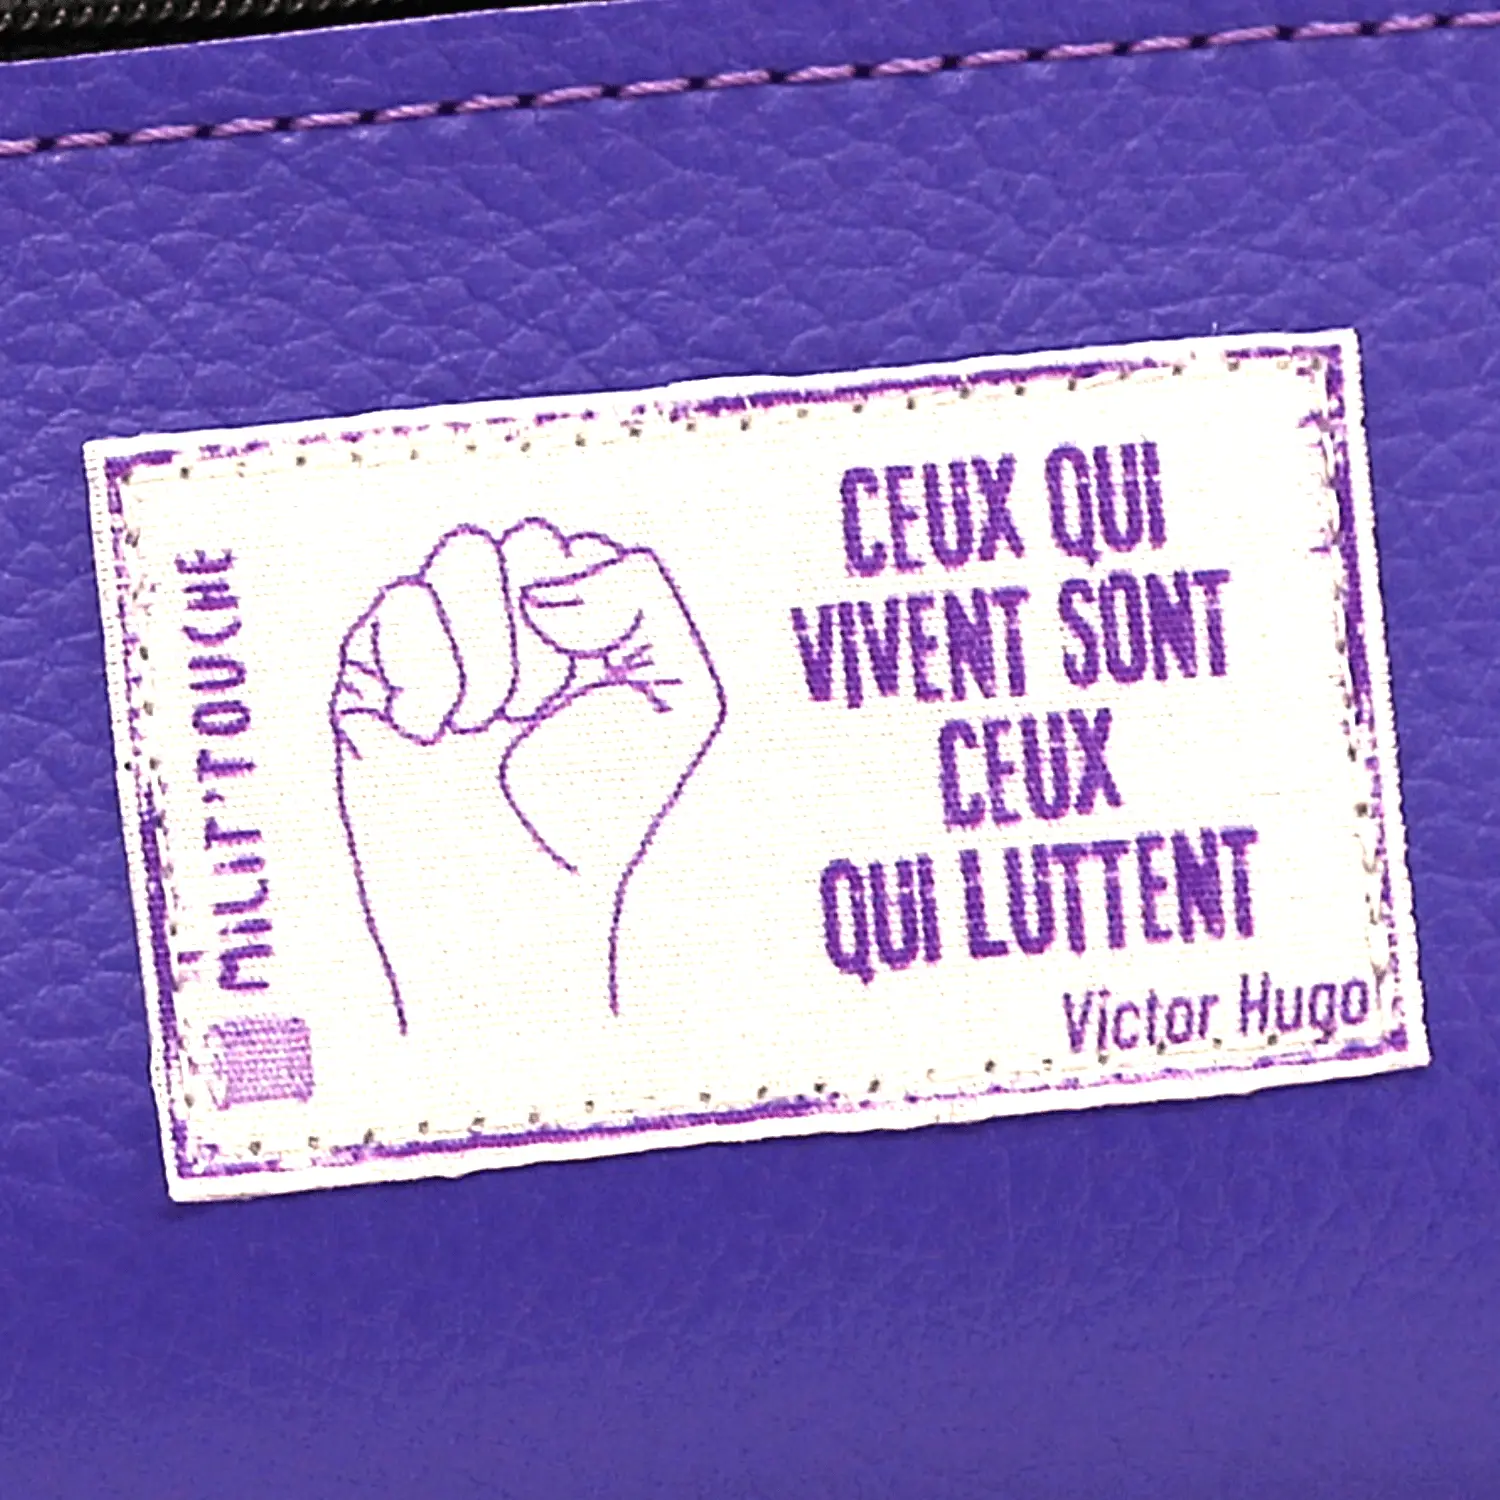 MILIT'TOUCHE
CEUX QUI
VIVENT SONT
CEUX
QUI LUTTENT
Victor Hugo